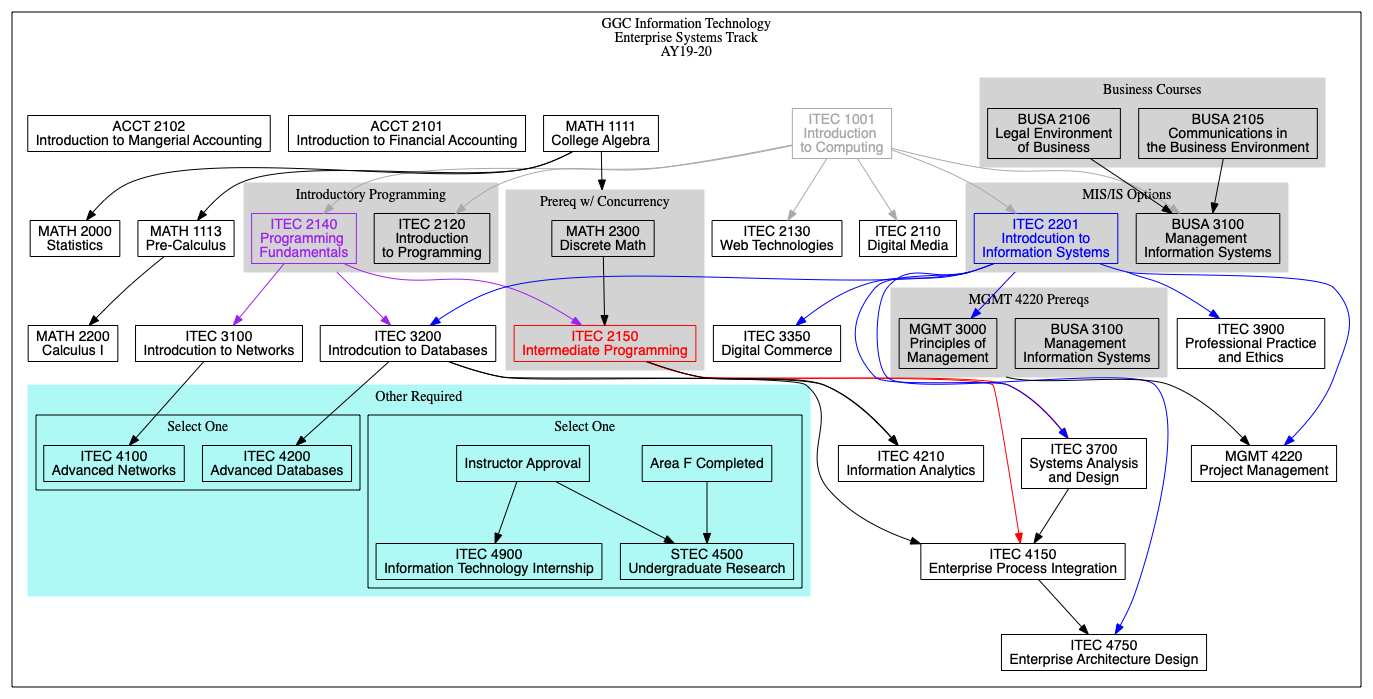 GGC Information Technology
Enterprise Systems Track
AY19-20
Business Courses
ACCT 2102
Introduction to Mangerial Accounting
ACCT 2101
Introduction to Financial Accounting
MATH 1111
College Algebra
ITEC 1001
Introduction
to Computing
BUSA 2106
Legal Environment
of Business
BUSA 2105
Communications in
the Business Environment
Introductory Programming
Prereq w/ Concurrency
MIS/IS Options
MATH 2000
Statistics
MATH 1113
Pre-Calculus
ITEC 2140
Programming
Fundamentals
ITEC 2120
Introduction
to Programming
MATH 2300
Discrete Math
ITEC 2130
Web Technologies
ITEC 2110
Digital Media
ITEC 2201
Introdcution to
Information Systems
BUSA 3100
Management
Information Systems
MGMT 4220 Prereqs
MATH 2200
Calculus I
ITEC 3100
Introdcution to Networks
ITEC 3200
Introdcution to Databases
ITEC 2150
Intermediate Programming
ITEC 3350
Digital Commerce
MGMT 3000
Principles of
Management
BUSA 3100
Management
Information Systems
ITEC 3900
Professional Practice
and Ethics
Other Required
Select One
Select One
ITEC 4100
Advanced Networks
ITEC 4200
Advanced Databases
Instructor Approval
Area F Completed
ITEC 4210
Information Analytics
ITEC 3700
Systems Analysis
and Design
MGMT 4220
Project Management
ITEC 4900
Information Technology Internship
STEC 4500
Undergraduate Research
ITEC 4150
Enterprise Process Integration
ITEC 4750
Enterprise Architecture Design